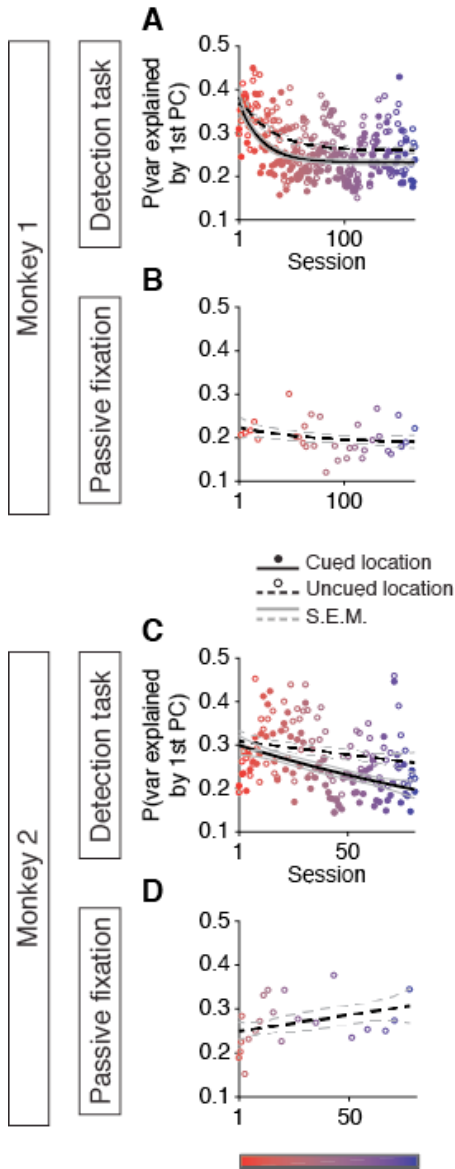 A
Monkey 1
Detection task
P(var explained
by 1st PC)
0.5
0.4
0.3
0.2
0.1
1
100
Session
B
Passive fixation
0.5
0.4
0.3
0.2
0.1
1
100
Cued location
Uncued location
S.E.M.
C
Monkey 2
Detection task
P(var explained
by 1st PC)
0.5
0.4
0.3
0.2
0.1
1
50
Session
D
Passive fixation
0.5
0.4
0.3
0.2
0.1
1
50